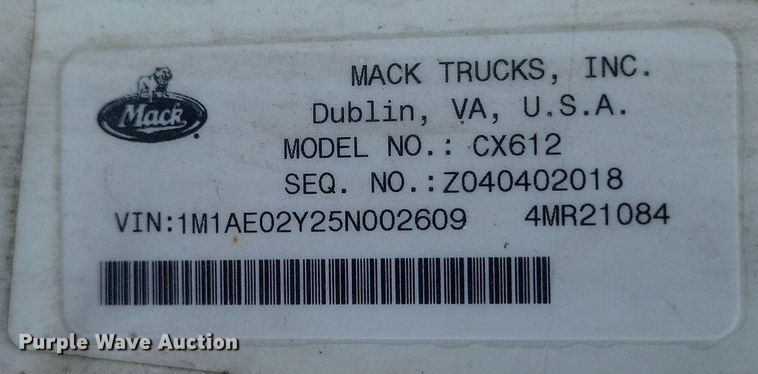 MACK TRUCKS, INC.
Mack
Dublin, VA, U.S.A.
MODEL NO.: CX612
SEQ. NO.:Z040402018
VIN:1M1AE02Y25N002609 4MR21084
Purple Wave Auction